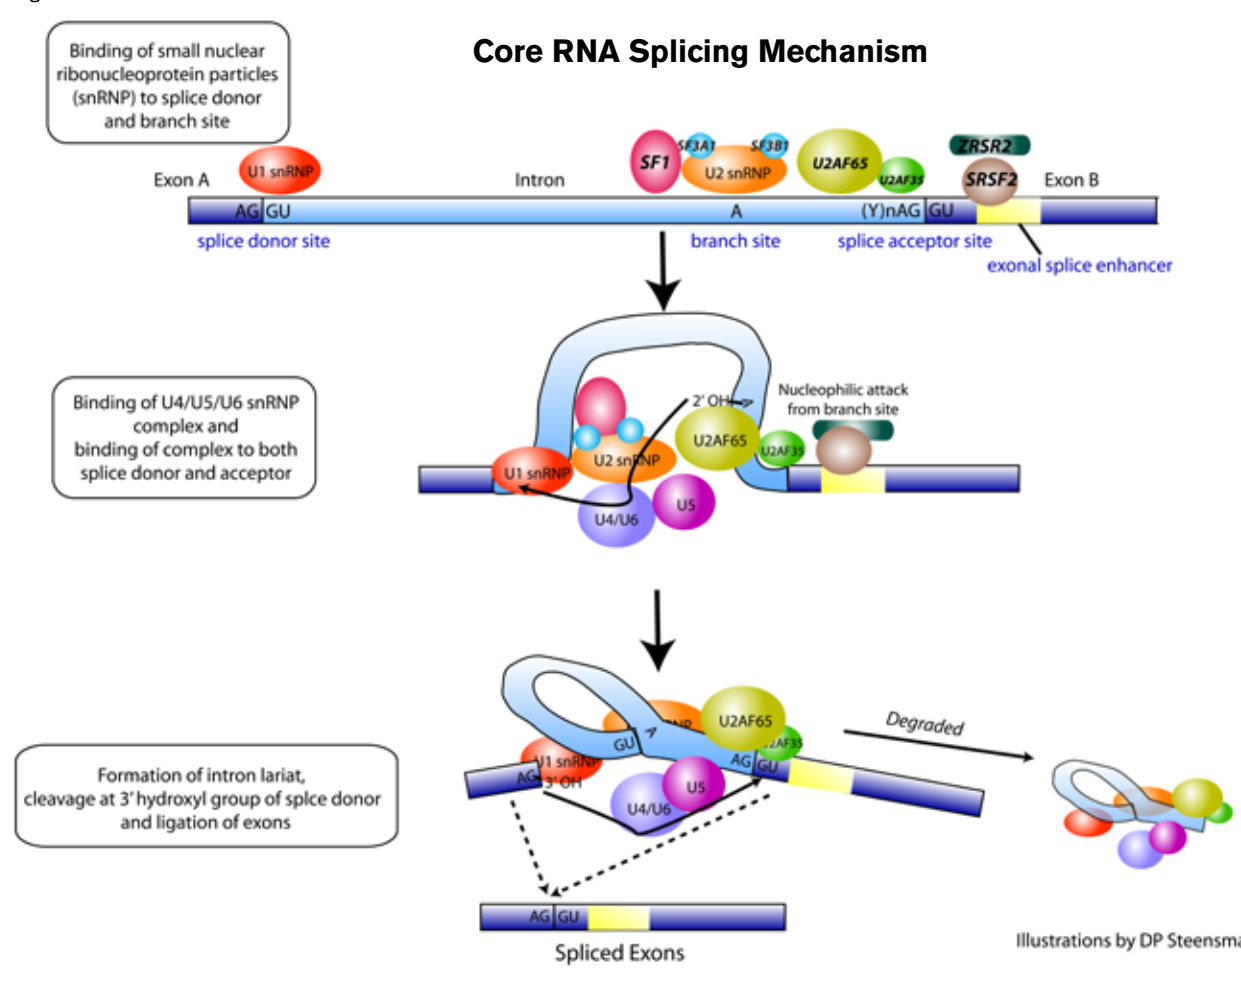 Core RNA Splicing Mechanism
Binding of small nuclear
ribonucleoprotein particles
(snRNP) to splice donor
and branch site
Exon A
U1 snRNP
Intron
SF1
SF3A1
SF3B1
U2 snRNP
U2AF65
U2AF35
ZRSR2
SRSF2
Exon B
AG GU
A
(Y)nAG GU
splice donor site
branch site
splice acceptor site
exonal splice enhancer
Binding of U4/U5/U6 snRNP
complex and
binding of complex to both
splice donor and acceptor
Nucleophilic attack
from branch site
2' OH
A
U2AF65
U2AF35
U1 snRNP
U2 snRNP
U4/U6
U5
Formation of intron lariat,
cleavage at 3' hydroxyl group of splce donor
and ligation of exons
U2AF65
GU
A
U1 snRNP
AG GU
AG
3' OH
U5
U4/U6
Degraded
AG GU
Spliced Exons
Illustrations by DP Steensma